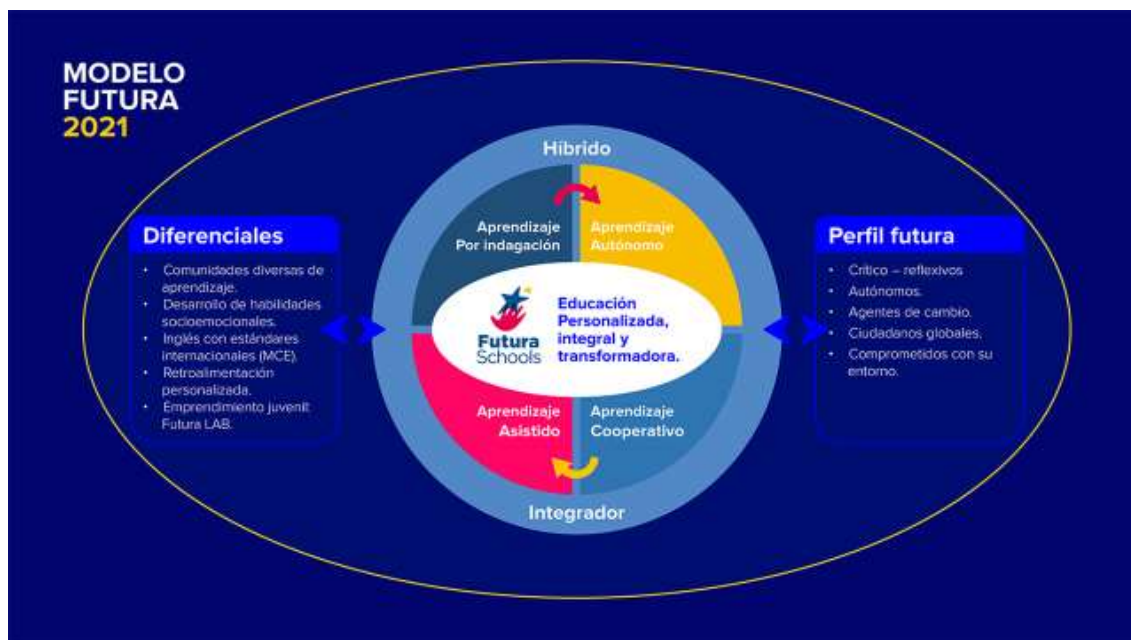 MODELO
FUTURA
2021
Híbrido
Aprendizaje
Por indagación
Aprendizaje
Autónomo
Diferenciales
• Comunidades diversas de
aprendizaje.
• Desarrollo de habilidades
socioemocionales.
• Inglés con estándares
internacionales (MCE).
• Retroalimentación
personalizada.
• Emprendimiento juvenil:
Futura LAB.
Futura
Schools
Educación
Personalizada,
integral y
transformadora.
Perfil futura
• Crítico – reflexivos
• Autónomos.
• Agentes de cambio.
• Ciudadanos globales.
• Comprometidos con su
entorno.
Aprendizaje
Asistido
Aprendizaje
Cooperativo
Integrador